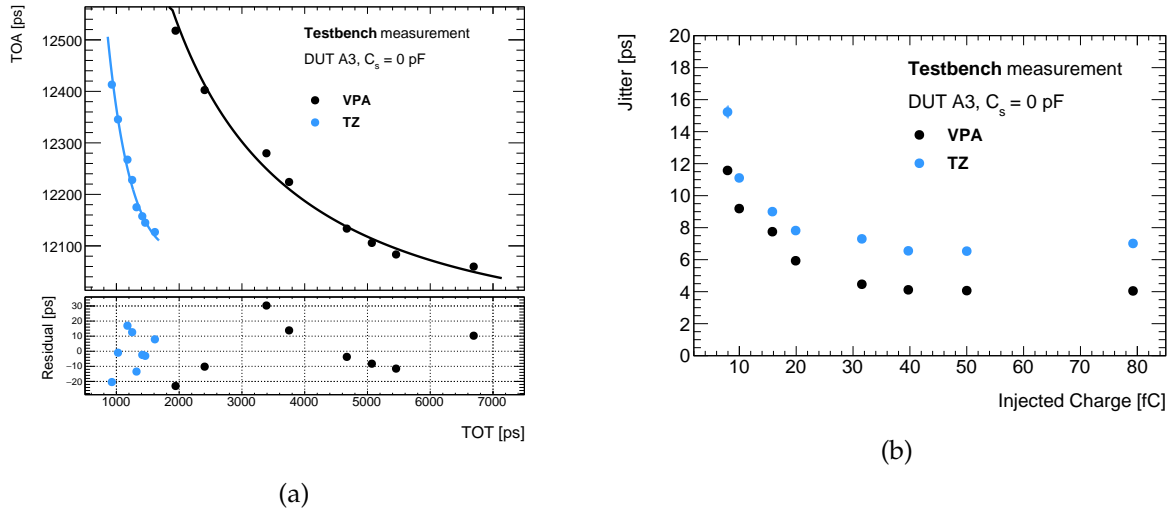 TOA [ps]
12500
12400
12300
12200
12100
Testbench measurement
DUT A3, Cs = 0 pF
VPA
TZ
Residual [ps]
30
20
10
0
−10
−20
1000 2000 3000 4000 5000 6000 7000
TOT [ps]
(a)
Jitter [ps]
20
18
16
14
12
10
8
6
4
2
0
Testbench measurement
DUT A3, Cs = 0 pF
VPA
TZ
10 20 30 40 50 60 70 80
Injected Charge [fC]
(b)